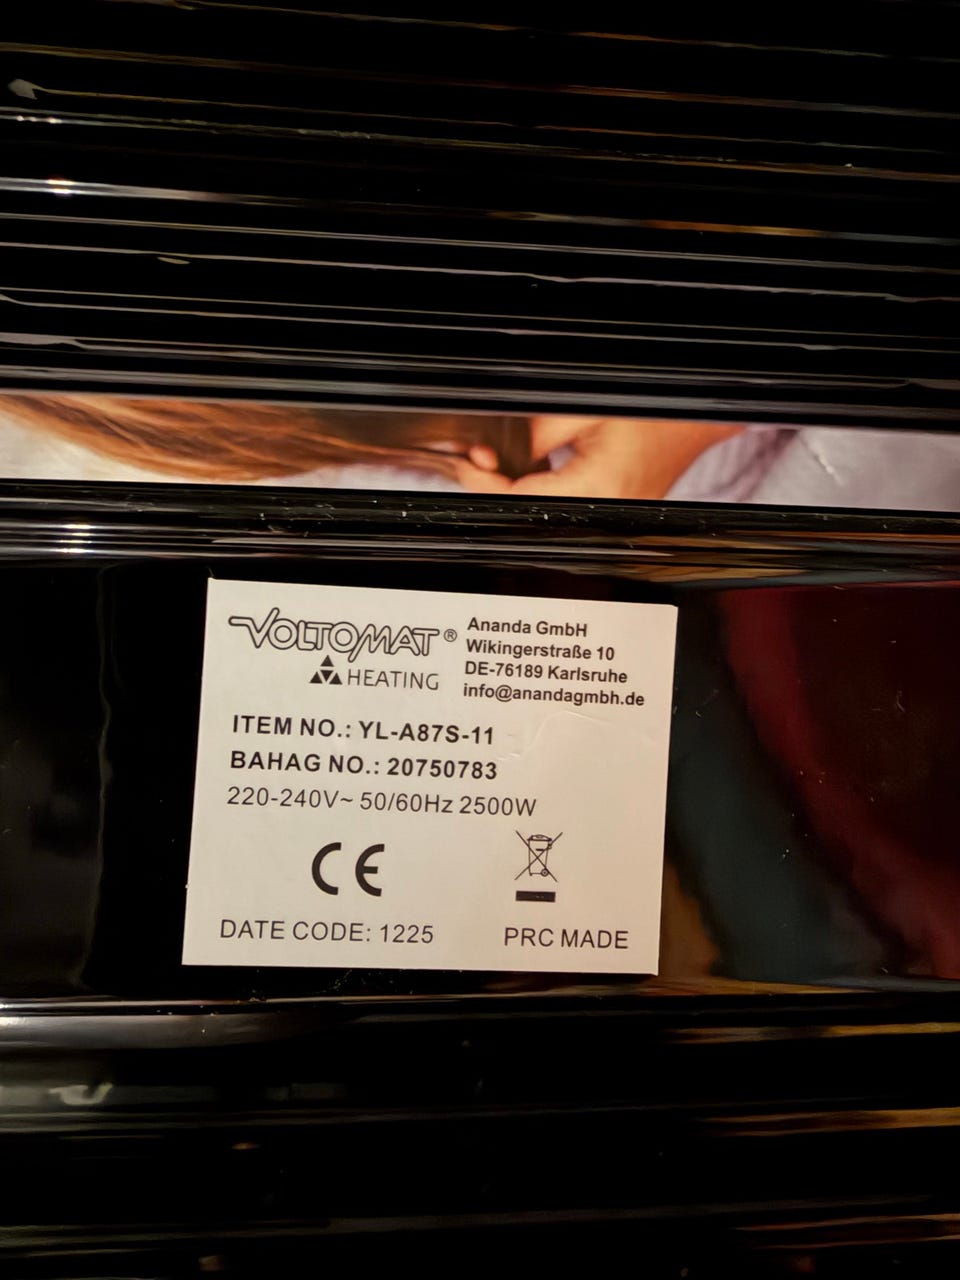 VOLTOMAT®
HEATING
Ananda GmbH
Wikingerstraße 10
DE-76189 Karlsruhe
info@anandagmbh.de
ITEM NO.: YL-A87S-11
BAHAG NO.: 20750783
220-240V~ 50/60Hz 2500W
CE
DATE CODE: 1225
PRC MADE